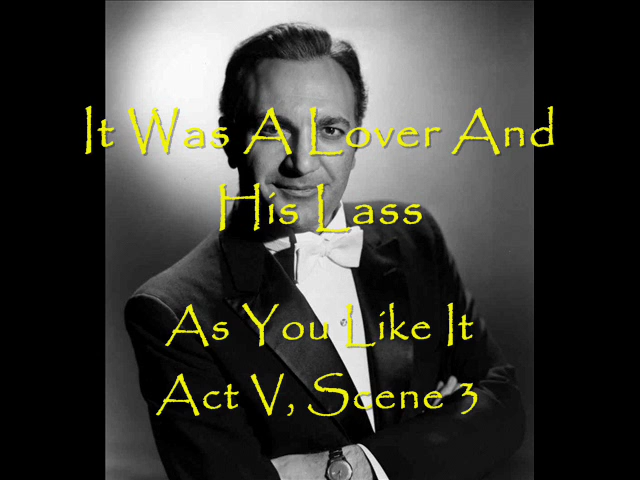 It Was A Lover And
His Lass
As You Like It
Act V, Scene 3